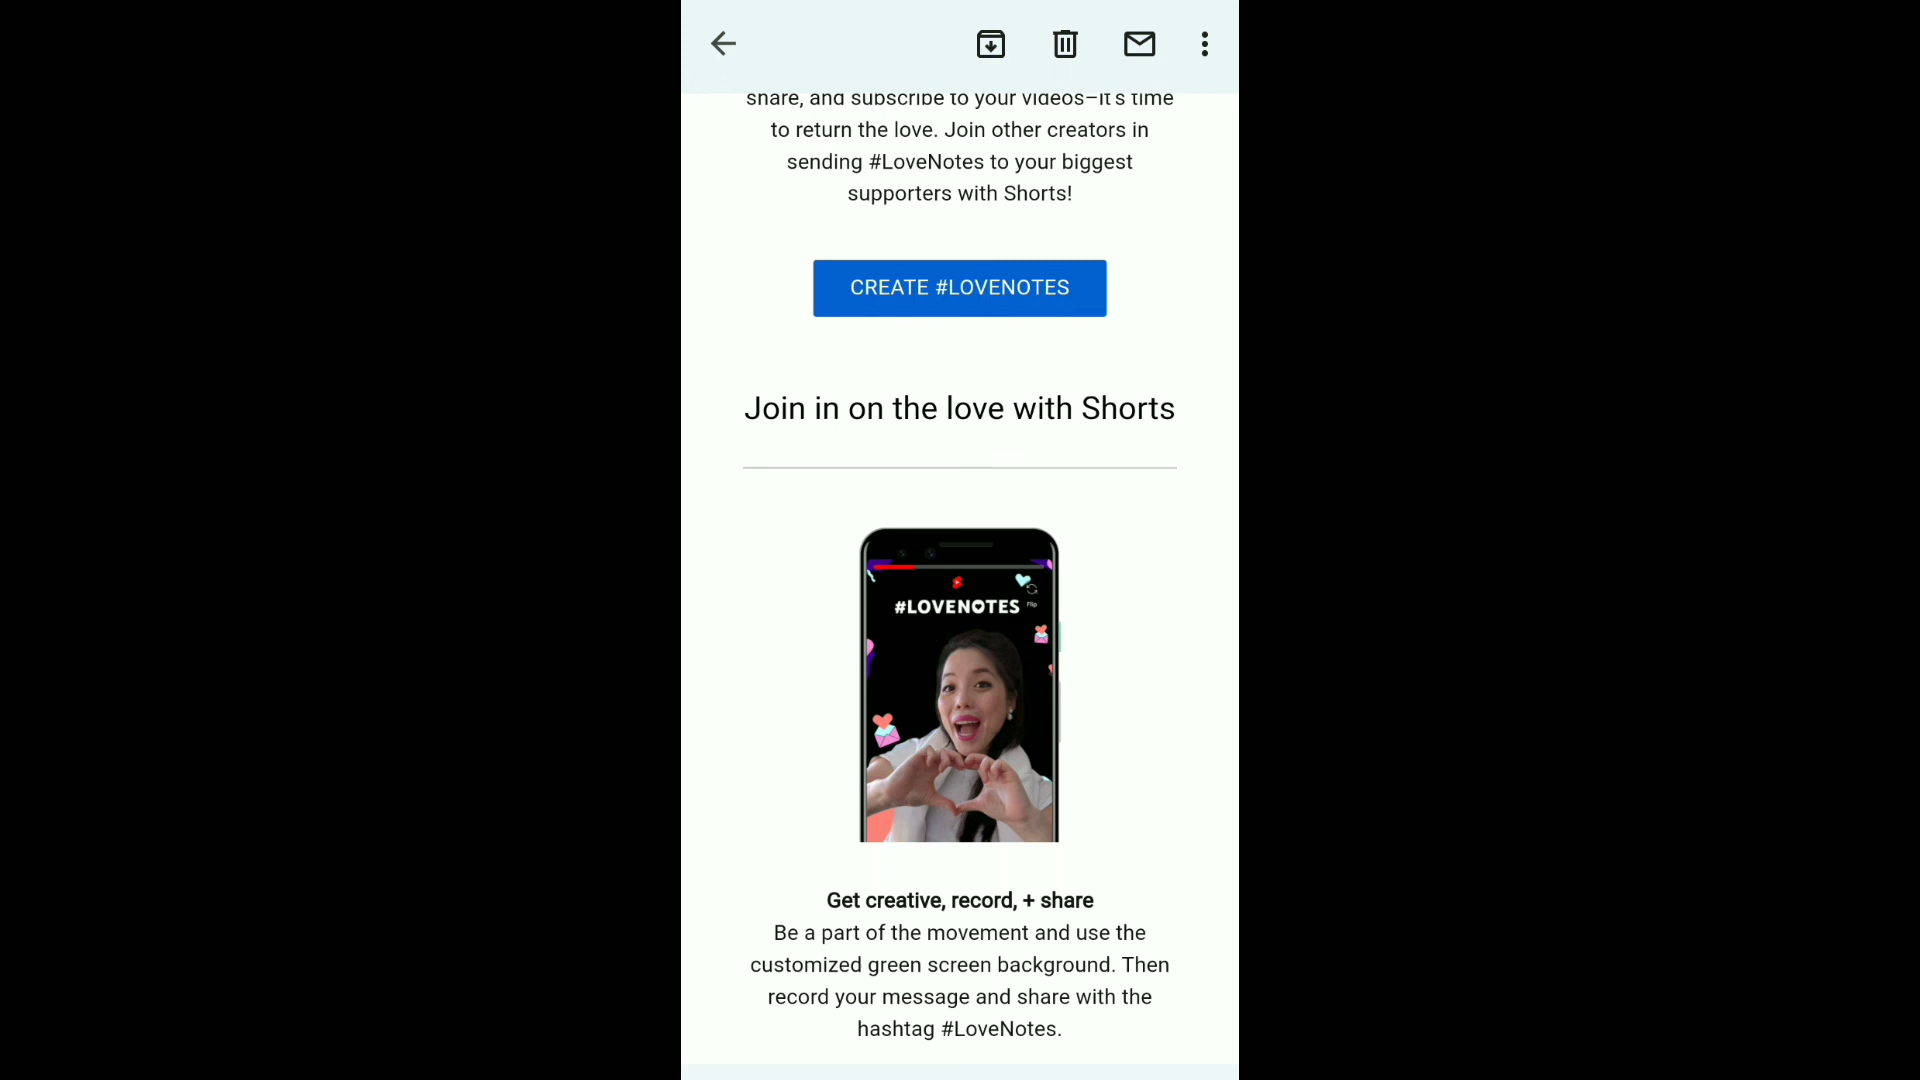 share, and subscribe to your videos–it's time
to return the love. Join other creators in
sending #LoveNotes to your biggest
supporters with Shorts!
CREATE #LOVENOTES
Join in on the love with Shorts
#LOVENOTES
Flip
Get creative, record, + share
Be a part of the movement and use the
customized green screen background. Then
record your message and share with the
hashtag #LoveNotes.